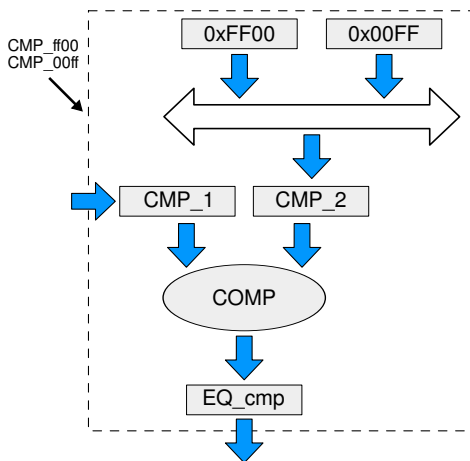 CMP_ff00
CMP_00ff
0xFF00
0x00FF
CMP_1
CMP_2
COMP
EQ_cmp